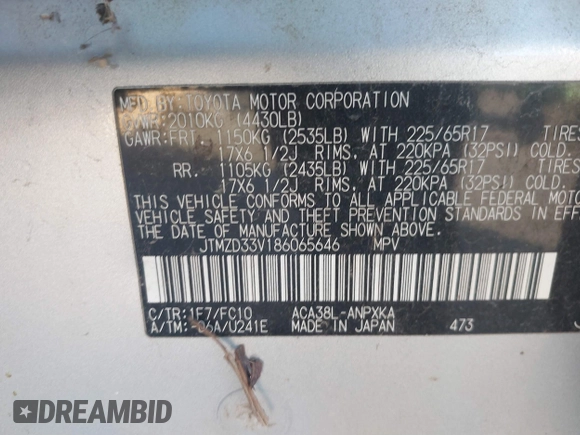 MFD. BY: TOYOTA MOTOR CORPORATION
GVWR: 2010KG (4430LB)
GAWR: FRT. 1150KG (2535LB) WITH 225/65R17 TIRES
17X6 1/2J RIMS, AT 220KPA (32PSI) COLD.
RR. 1105KG (2435LB) WITH 225/65R17 TIRES
17X6 1/2J RIMS, AT 220KPA (32PSI) COLD.
THIS VEHICLE CONFORMS TO ALL APPLICABLE FEDERAL MOTO
VEHICLE SAFETY AND THEFT PREVENTION STANDARDS IN EFFE
THE DATE OF MANUFACTURE SHOWN ABOVE.
JTMZD33V186065646 MPV
C/TR: 1F7/FC10 ACA38L-ANPXKA
A/TM: -06A/U241E MADE IN JAPAN 473
DREAMBID